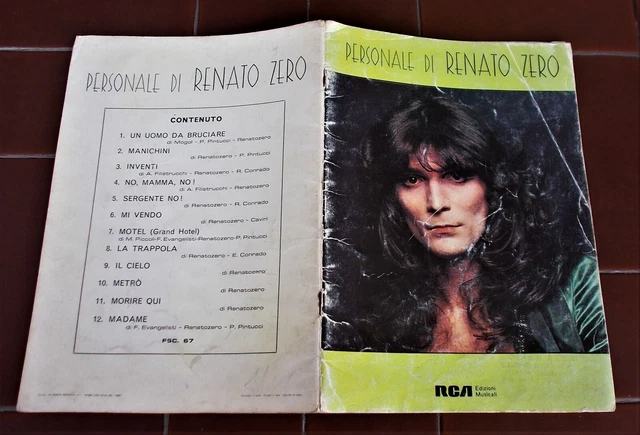 PERSONALE DI RENATO ZERO
CONTENUTO
1. UN UOMO DA BRUCIARE
di Mogol - P. Pintucci - Renatozero
2. MANICHINI
di Renatozero - P. Pintucci
3. INVENTI
di A. Filistrucchi - Renatozero - R. Conrado
4. NO, MAMMA, NO!
di A. Filistrucchi - Renatozero
5. SERGENTE NO!
di Renatozero - R. Conrado
6. MI VENDO
di Renatozero - Caviri
7. MOTEL (Grand Hotel)
di M. Piccoli-F. Evangelisti-Renatozero-P. Pintucci
8. LA TRAPPOLA
di Renatozero - E. Conrado
9. IL CIELO
di Renatozero
10. METRÒ
di Renatozero
11. MORIRE QUI
di Renatozero
12. MADAME
di F. Evangelisti - Renatozero - P. Pintucci
FSC. 67
PERSONALE DI RENATO ZERO
RCA Edizioni
Musicali